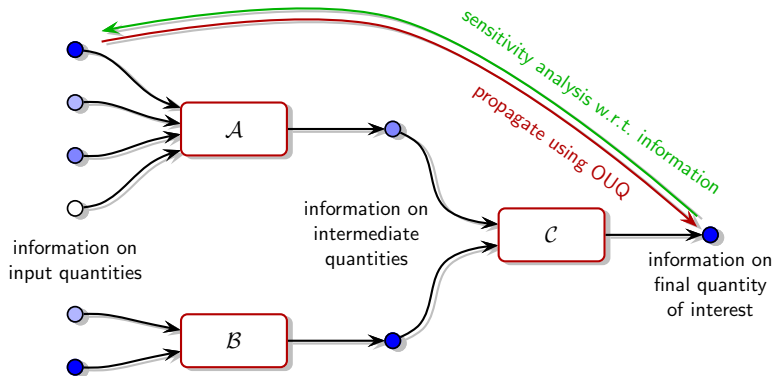 sensitivity analysis w.r.t. information
propagate using OUQ
A
information on
intermediate
quantities
C
information on
input quantities
information on
final quantity
of interest
B